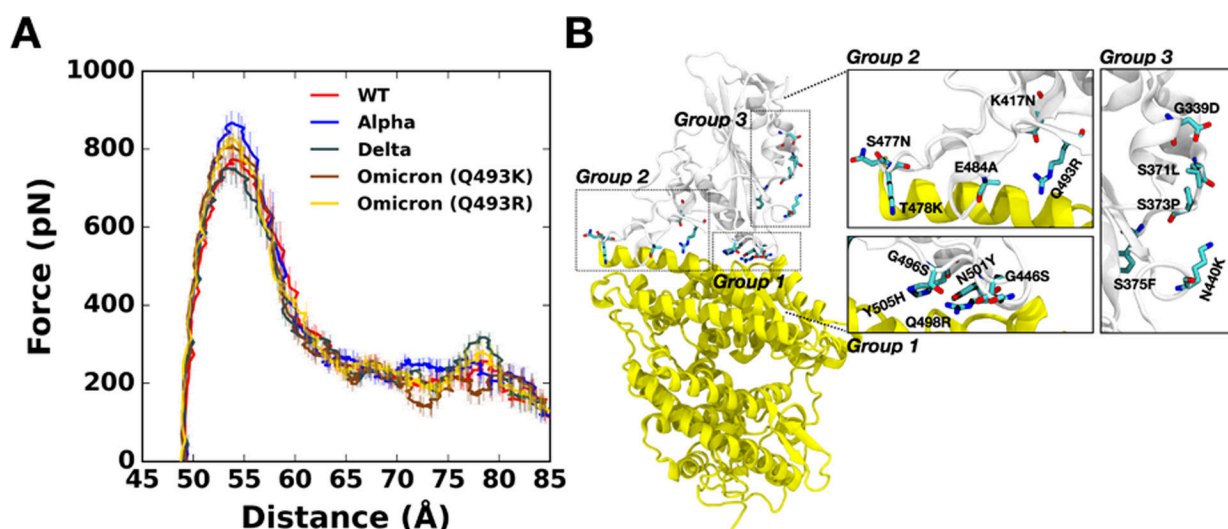 A
Force (pN)
1000
800
600
400
200
0
45 50 55 60 65 70 75 80 85
Distance (Å)
WT
Alpha
Delta
Omicron (Q493K)
Omicron (Q493R)
B
Group 3
Group 2
Group 1
Group 2
K417N
S477N
E484A
Q493R
T478K
G496S
N501Y
G446S
Y505H
Q498R
Group 1
Group 3
G339D
S371L
S373P
S375F
N440K